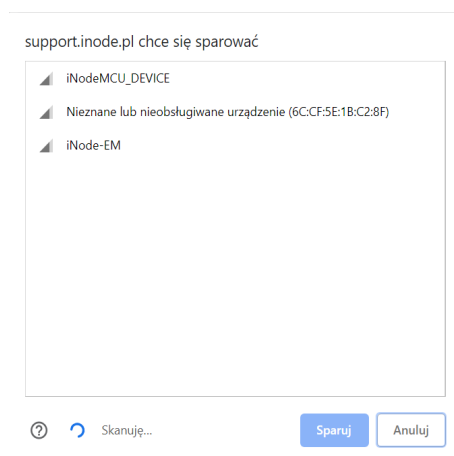 support.inode.pl chce się sparować
iNodeMCU_DEVICE
Nieznane lub nieobsługiwane urządzenie (6C:CF:5E:1B:C2:8F)
iNode-EM
Skanuję...
Sparuj
Anuluj